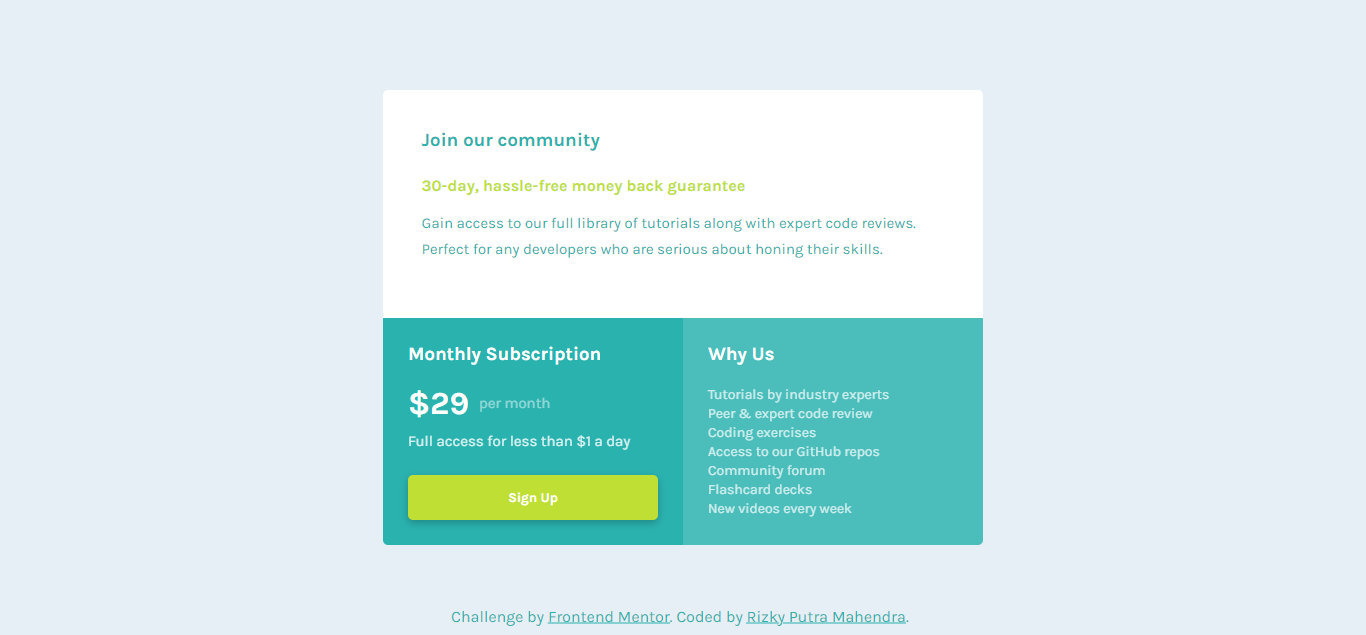 Join our community
30-day, hassle-free money back guarantee
Gain access to our full library of tutorials along with expert code reviews.
Perfect for any developers who are serious about honing their skills.
Monthly Subscription
$29 per month
Full access for less than $1 a day
Sign Up
Why Us
Tutorials by industry experts
Peer & expert code review
Coding exercises
Access to our GitHub repos
Community forum
Flashcard decks
New videos every week
Challenge by Frontend Mentor. Coded by Rizky Putra Mahendra.